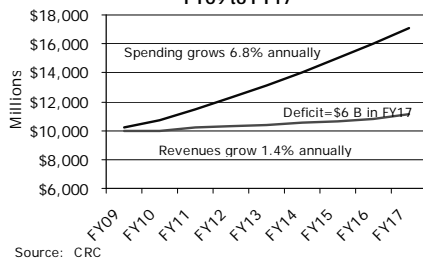 FY09 to FY17
$18,000
$16,000
$14,000
$12,000
$10,000
$8,000
$6,000
Millions
Spending grows 6.8% annually
Deficit=$6 B in FY17
Revenues grow 1.4% annually
FY09
FY10
FY11
FY12
FY13
FY14
FY15
FY16
FY17
Source: CRC